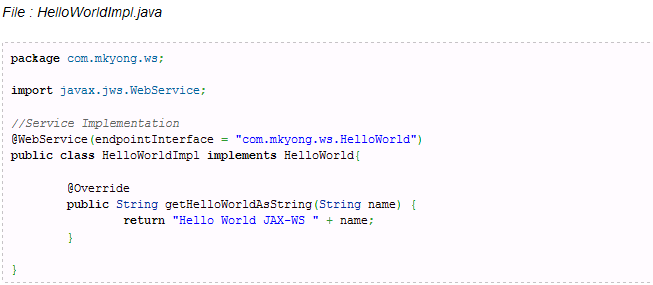 File : HelloWorldImpl.java
package com.mkyong.ws;
import javax.jws.WebService;
//Service Implementation
@WebService(endpointInterface = "com.mkyong.ws.HelloWorld")
public class HelloWorldImpl implements HelloWorld{
@Override
public String getHelloWorldAsString(String name) {
return "Hello World JAX-WS " + name;
}
}